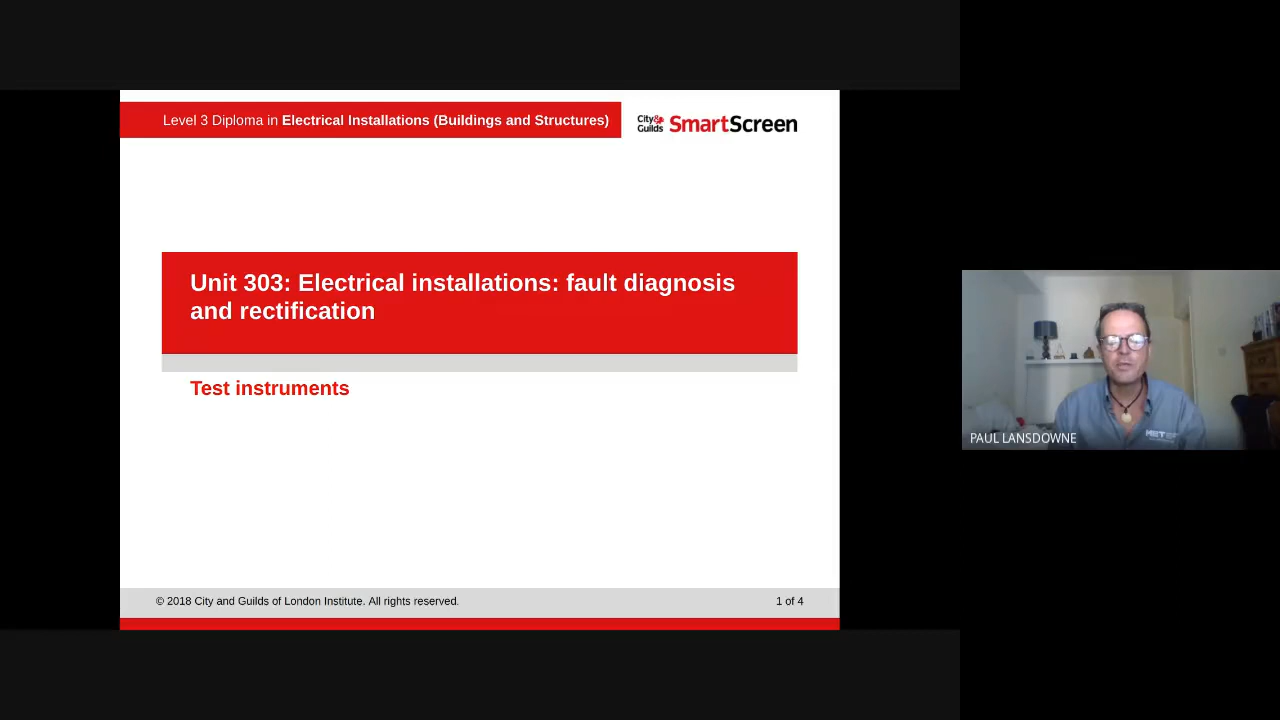 Level 3 Diploma in Electrical Installations (Buildings and Structures)
City& Guilds SmartScreen
Unit 303: Electrical installations: fault diagnosis
and rectification
Test instruments
© 2018 City and Guilds of London Institute. All rights reserved.
1 of 4
PAUL LANSDOWNE